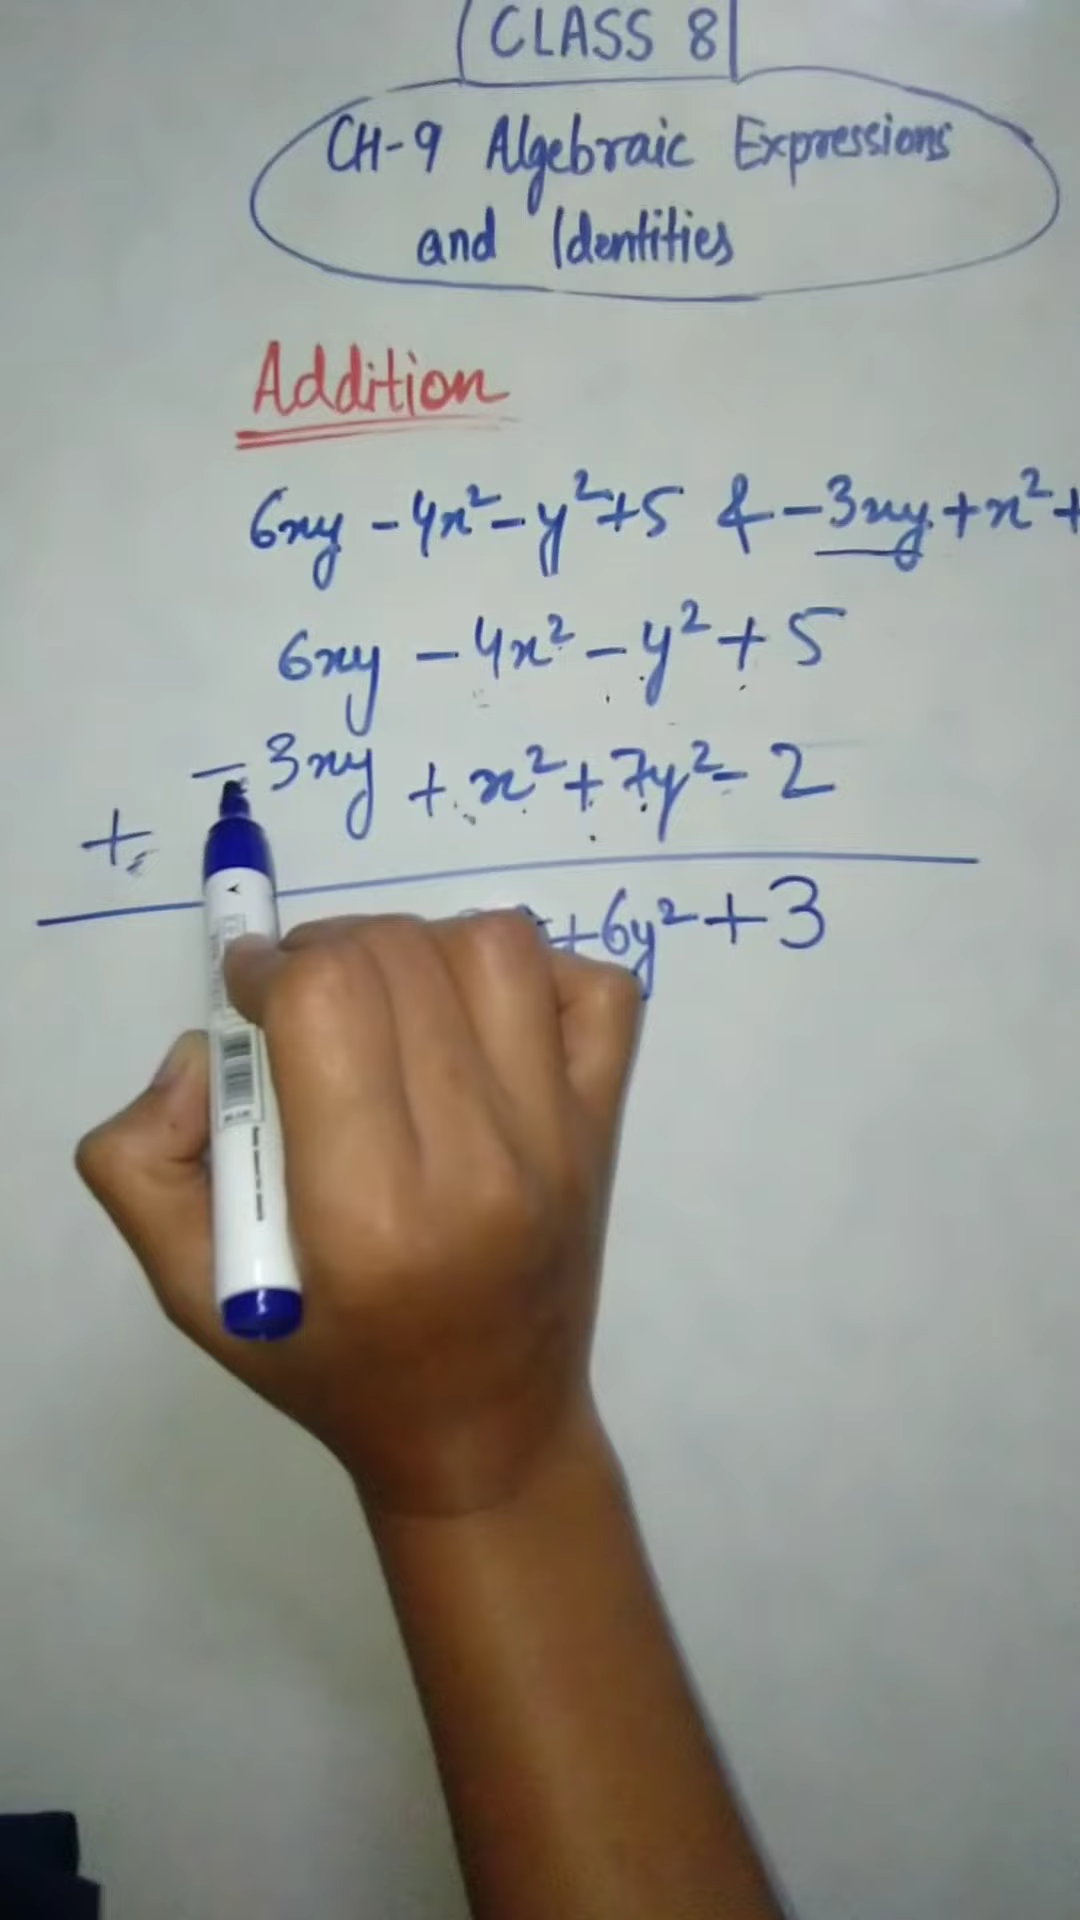 CLASS 8
CH-9 Algebraic Expressions
and Identities
Addition
6xy - 4x² - y² + 5 & - 3xy + x² +
6xy - 4x² - y² + 5
- 3xy + x² + 7y² - 2
+
+ 6y² + 3